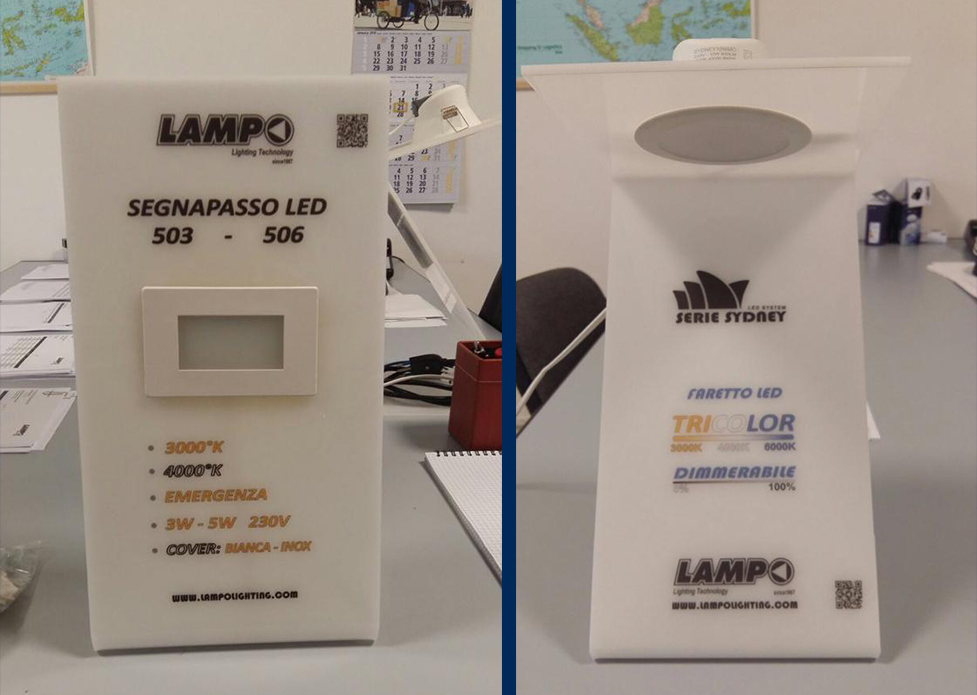 LAMPO
Lighting Technology
since1987
SEGNAPASSO LED
503 - 506
• 3000°K
• 4000°K
• EMERGENZA
• 3W - 5W 230V
• COVER: BIANCA - INOX
WWW.LAMPOLIGHTING.COM
LED SYSTEM
SERIE SYDNEY
FARETTO LED
TRICOLOR
3000K 4000K 6000K
DIMMERABILE
0% 100%
LAMPO
Lighting Technology
since1987
WWW.LAMPOLIGHTING.COM